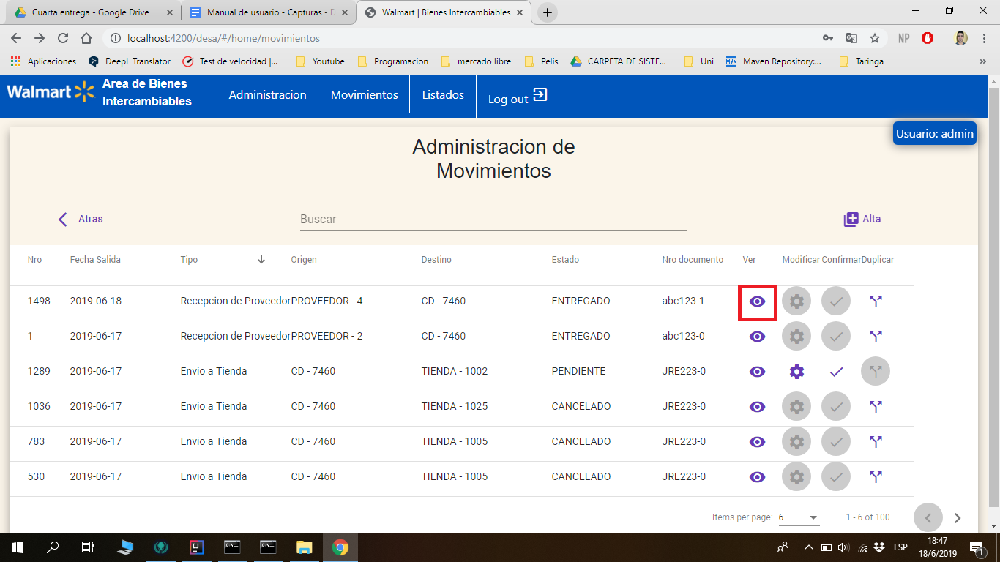 Cuarta entrega - Google Drive
Manual de usuario - Capturas - D
Walmart | Bienes Intercambiables
localhost:4200/desa/#/home/movimientos
NP
Aplicaciones
DeepL Translator
Test de velocidad |...
Youtube
Programacion
mercado libre
Pelis
CARPETA DE SISTE...
Uni
Maven Repository:...
Taringa
»
Walmart
Area de Bienes
Intercambiables
Administracion
Movimientos
Listados
Log out
Usuario: admin
Administracion de
Movimientos
Atras
Buscar
Alta
Nro Fecha Salida Tipo Origen Destino Estado Nro documento Ver Modificar Confirmar Duplicar
1498 2019-06-18 Recepcion de Proveedor PROVEEDOR - 4 CD - 7460 ENTREGADO abc123-1
1 2019-06-17 Recepcion de Proveedor PROVEEDOR - 2 CD - 7460 ENTREGADO abc123-0
1289 2019-06-17 Envio a Tienda CD - 7460 TIENDA - 1002 PENDIENTE JRE223-0
1036 2019-06-17 Envio a Tienda CD - 7460 TIENDA - 1025 CANCELADO JRE223-0
783 2019-06-17 Envio a Tienda CD - 7460 TIENDA - 1005 CANCELADO JRE223-0
530 2019-06-17 Envio a Tienda CD - 7460 TIENDA - 1005 CANCELADO JRE223-0
Items per page: 6 1 - 6 of 100
ESP
18:47
18/6/2019
1